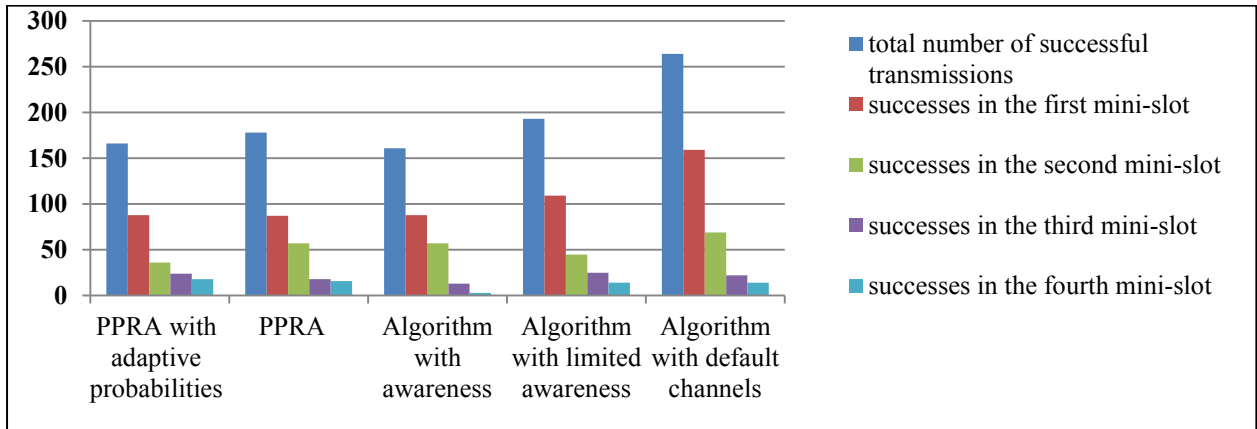 300
250
200
150
100
50
0
PPRA with
adaptive
probabilities
PPRA
Algorithm
with
awareness
Algorithm
with limited
awareness
Algorithm
with default
channels
total number of successful
transmissions
successes in the first mini-slot
successes in the second mini-slot
successes in the third mini-slot
successes in the fourth mini-slot